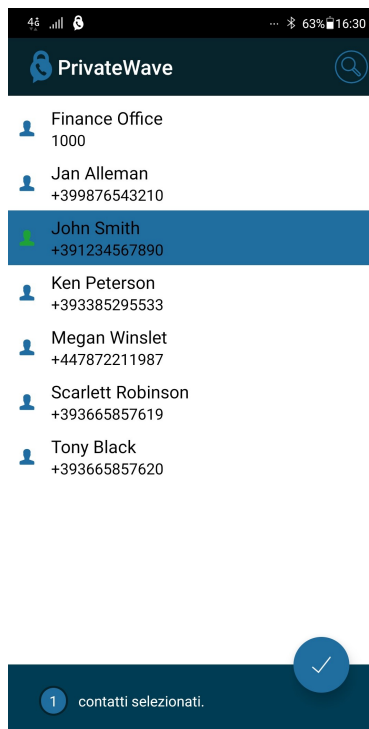 4G 63% 16:30
PrivateWave
Finance Office
1000
Jan Alleman
+399876543210
John Smith
+391234567890
Ken Peterson
+393385295533
Megan Winslet
+447872211987
Scarlett Robinson
+393665857619
Tony Black
+393665857620
1 contatti selezionati.